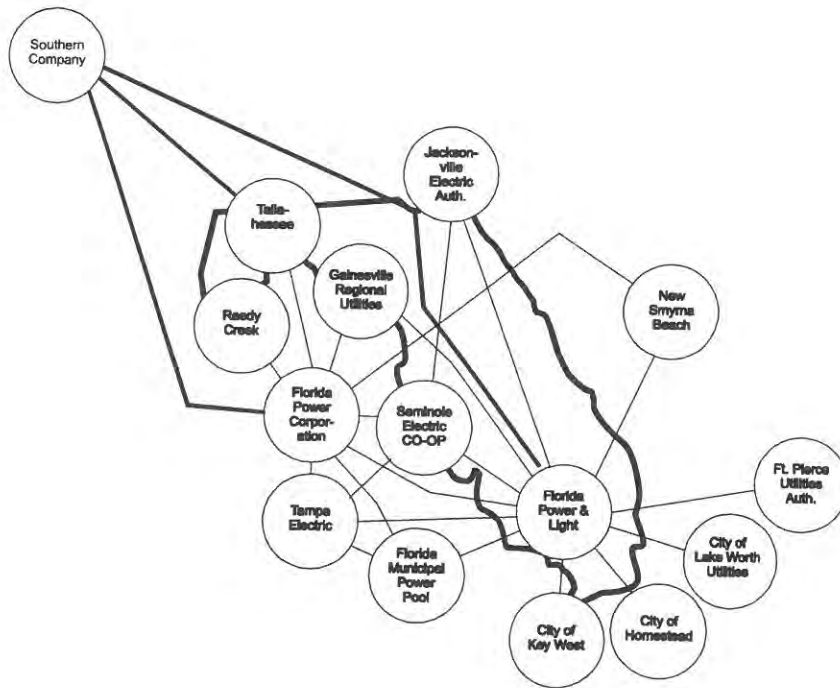 Southern
Company
Jackson-
ville
Electric
Auth.
Talla-
hassee
Gainesville
Regional
Utilities
New
Smyrna
Beach
Reedy
Creek
Florida
Power
Corpor-
ation
Seminole
Electric
CO-OP
Ft. Pierce
Utilities
Auth.
Florida
Power &
Light
Tampa
Electric
City of
Lake Worth
Utilities
Florida
Municipal
Power
Pool
City of
Homestead
City of
Key West